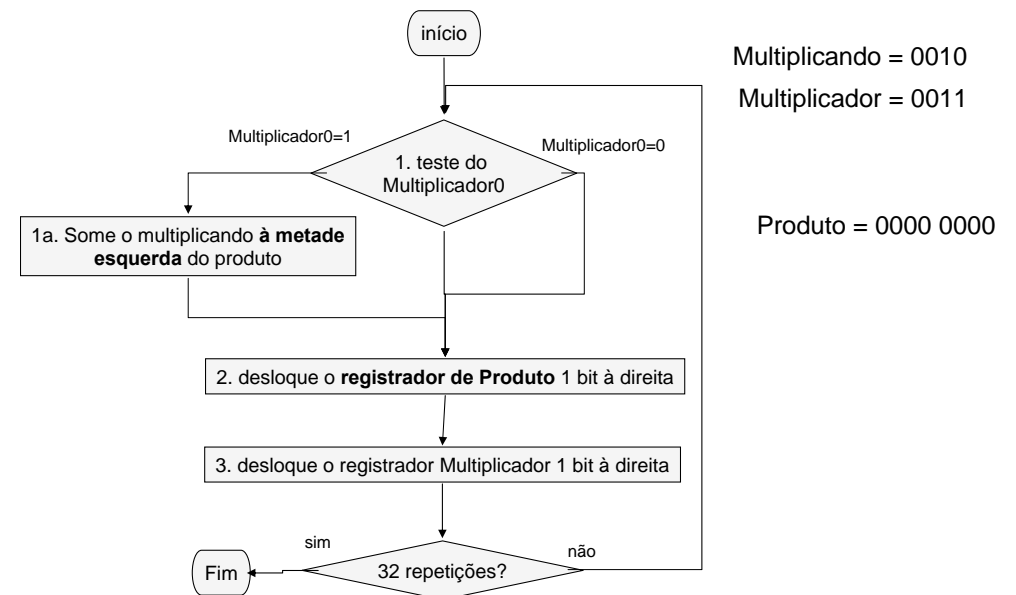 início
Multiplicando = 0010
Multiplicador = 0011
Multiplicador0=1
Multiplicador0=0
1. teste do
Multiplicador0
1a. Some o multiplicando à metade
esquerda do produto
Produto = 0000 0000
2. desloque o registrador de Produto 1 bit à direita
3. desloque o registrador Multiplicador 1 bit à direita
sim
não
Fim
32 repetições?